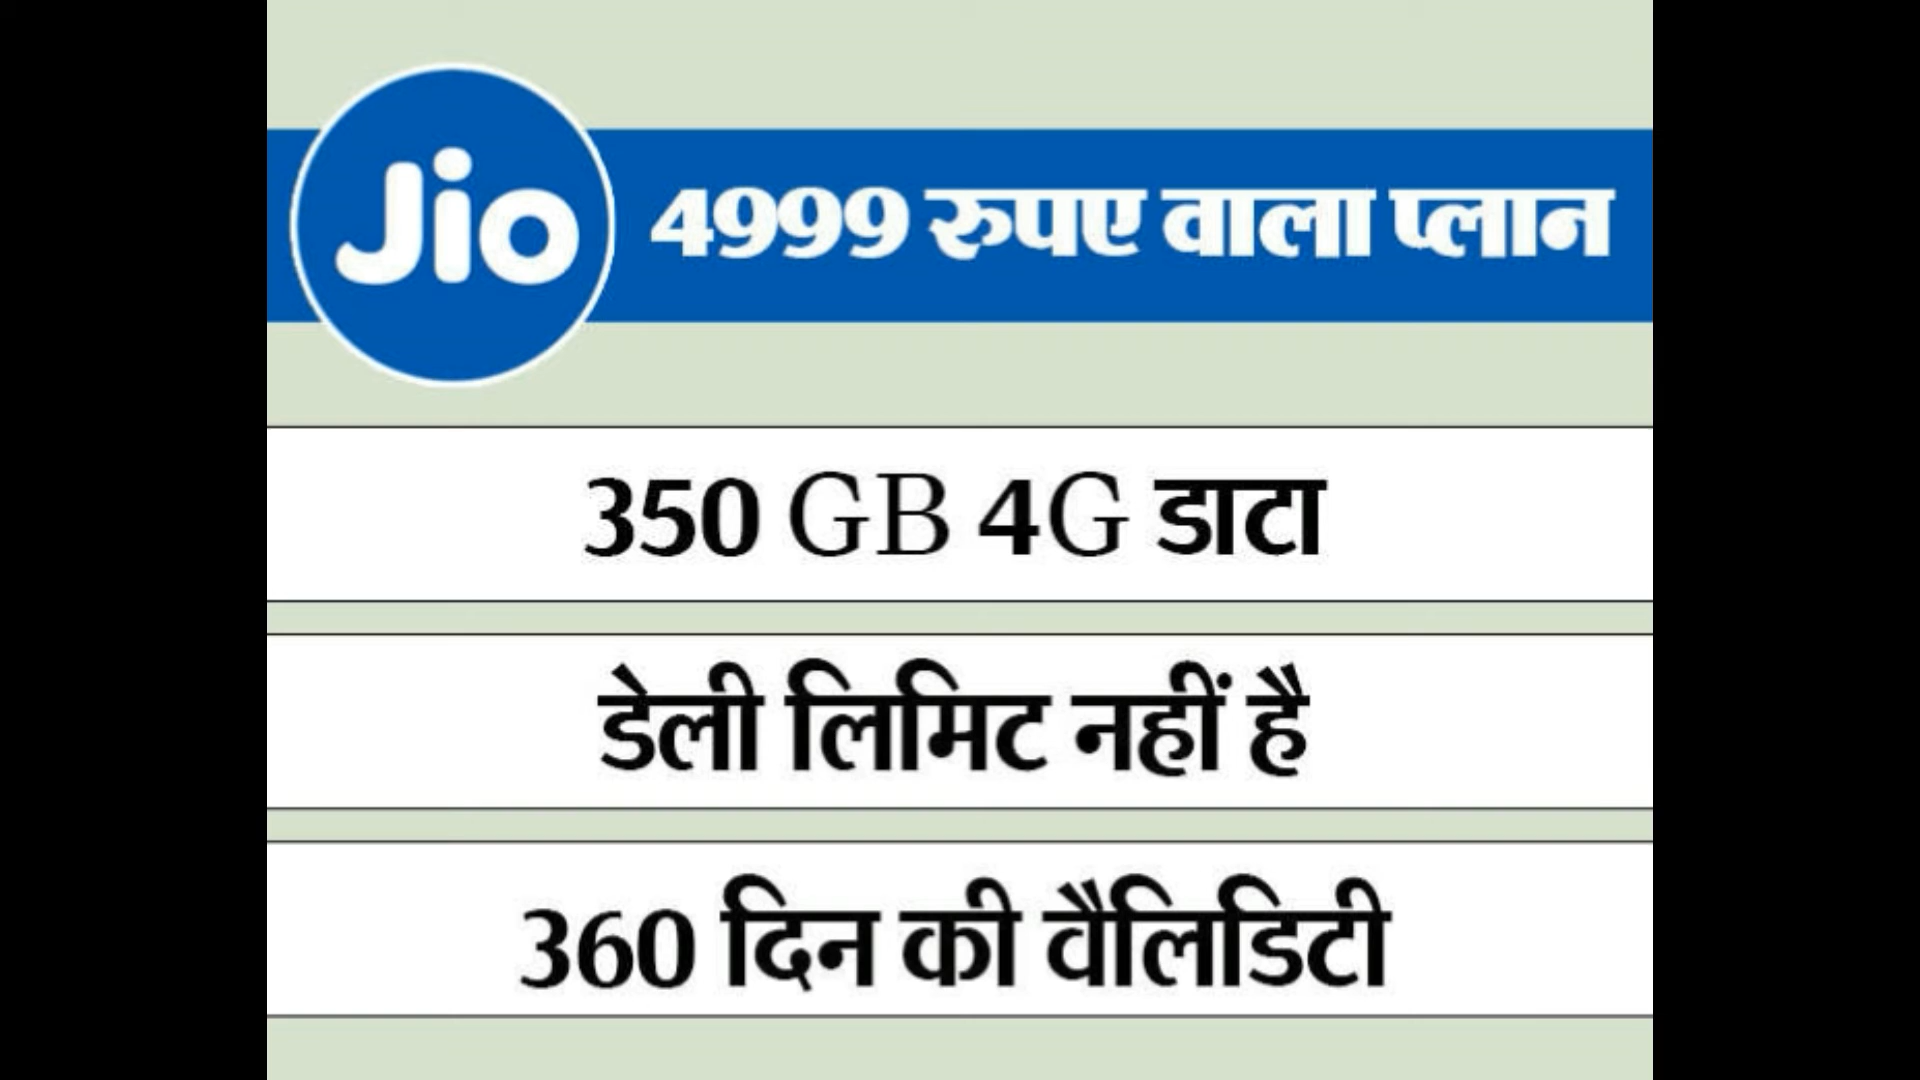 Jio
4999 रुपए वाला प्लान
350 GB 4G डाटा
डेली लिमिट नहीं है
360 दिन की वैलिडिटी